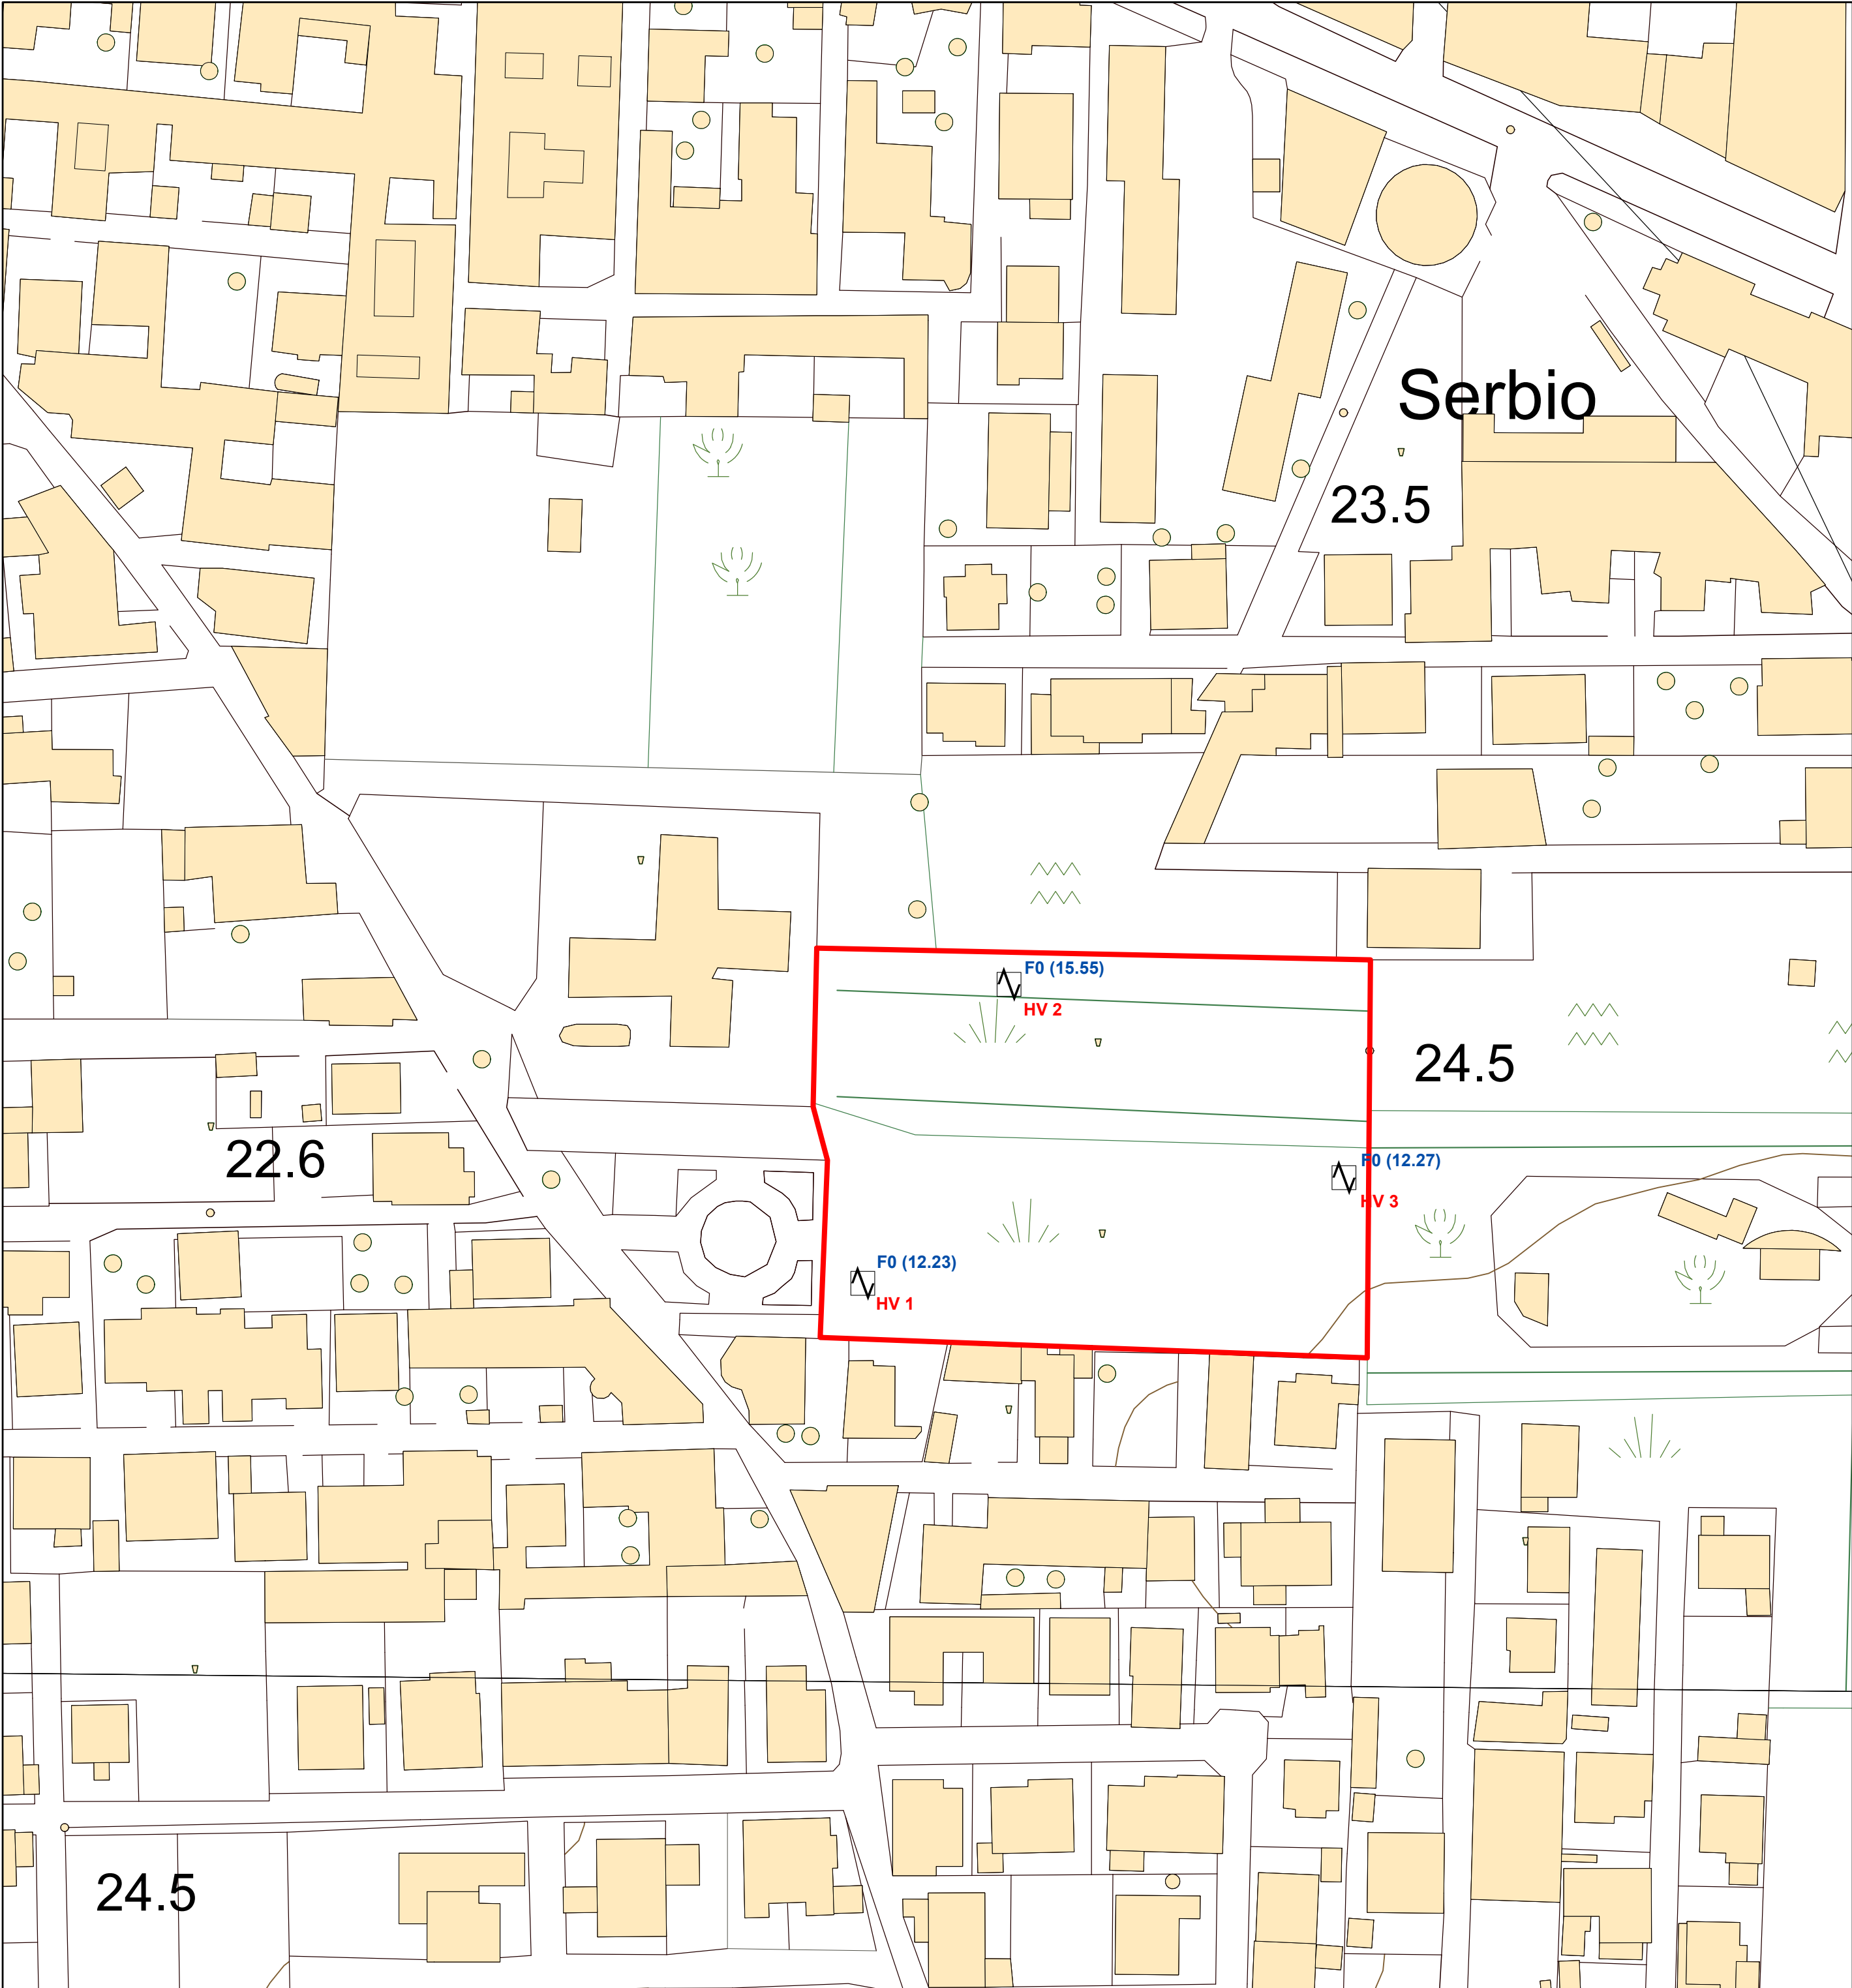 Serbio
23.5
F0 (15.55)
HV 2
24.5
22.6
F0 (12.27)
HV 3
F0 (12.23)
HV 1
24.5